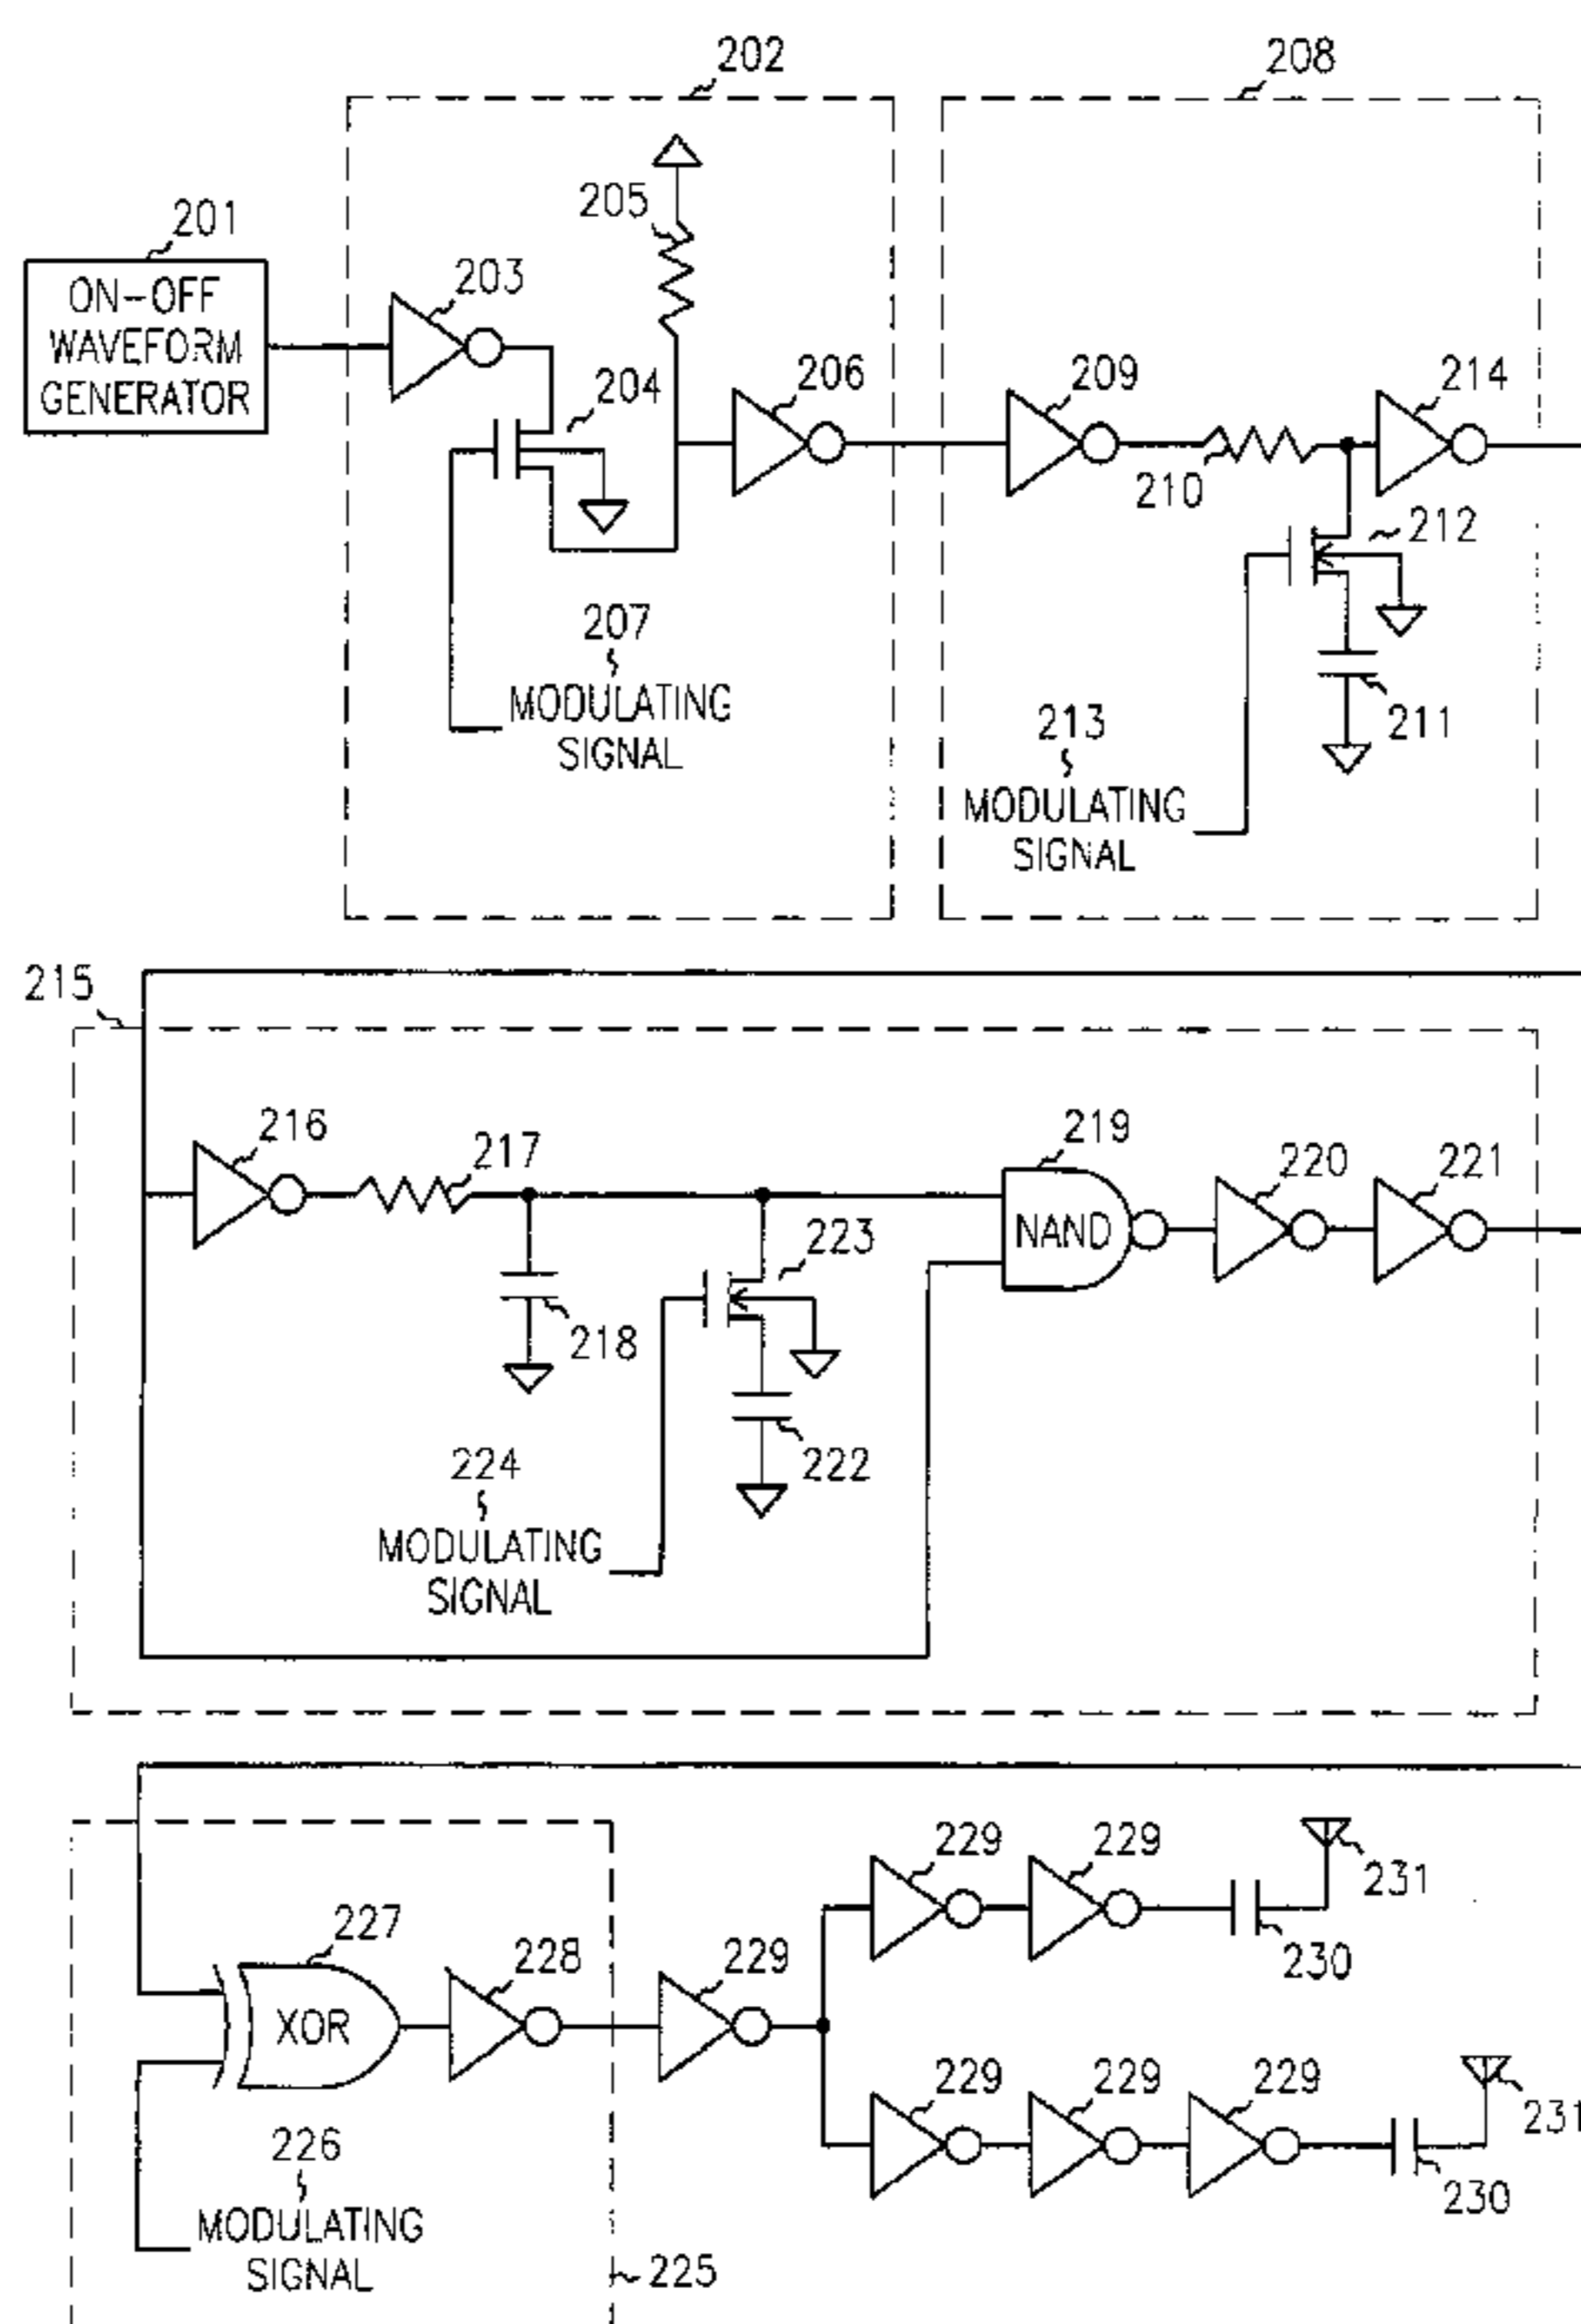 202
208
201
ON-OFF
WAVEFORM
GENERATOR
203
205
204
206
209
214
210
212
207
MODULATING
SIGNAL
213
MODULATING
SIGNAL
211
215
216
217
219
220
221
NAND
223
218
224
MODULATING
SIGNAL
222
229
229
231
227
228
229
230
XOR
229
229
229
231
226
MODULATING
SIGNAL
230
225